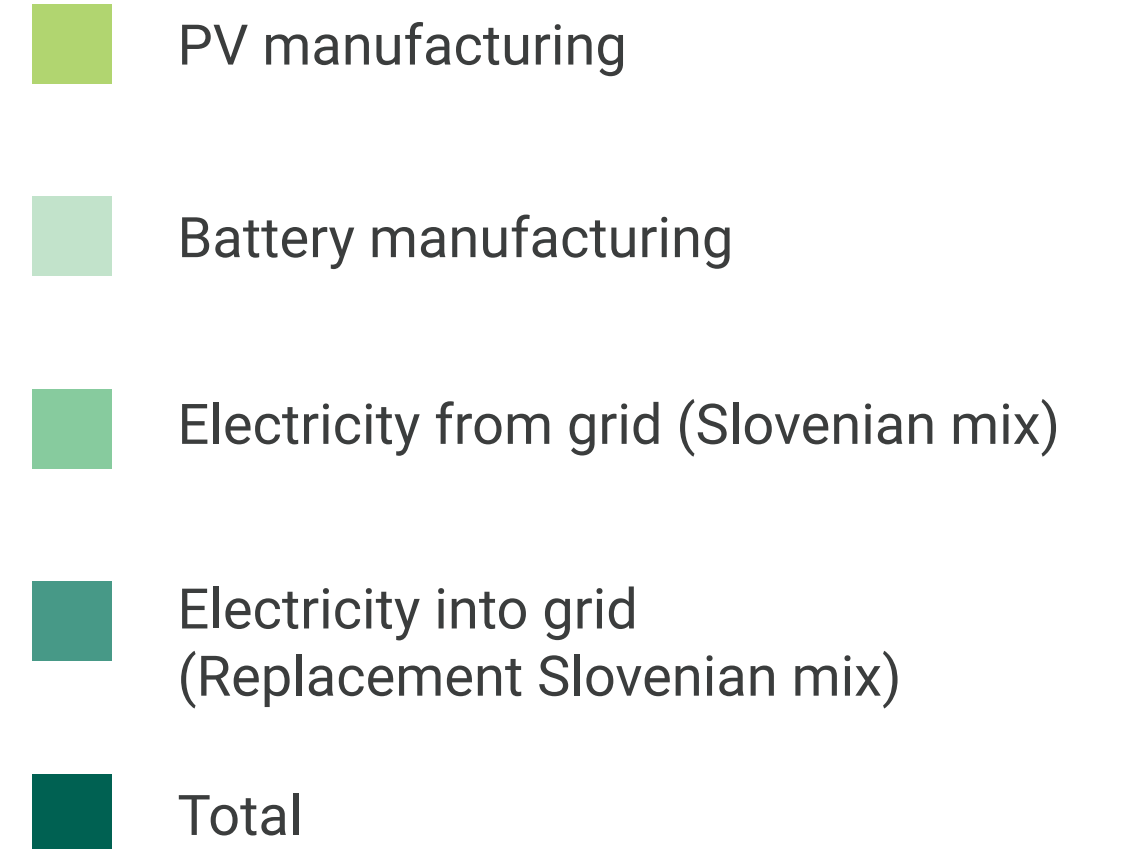 PV manufacturing
Battery manufacturing
Electricity from grid (Slovenian mix)
Electricity into grid
(Replacement Slovenian mix)
Total